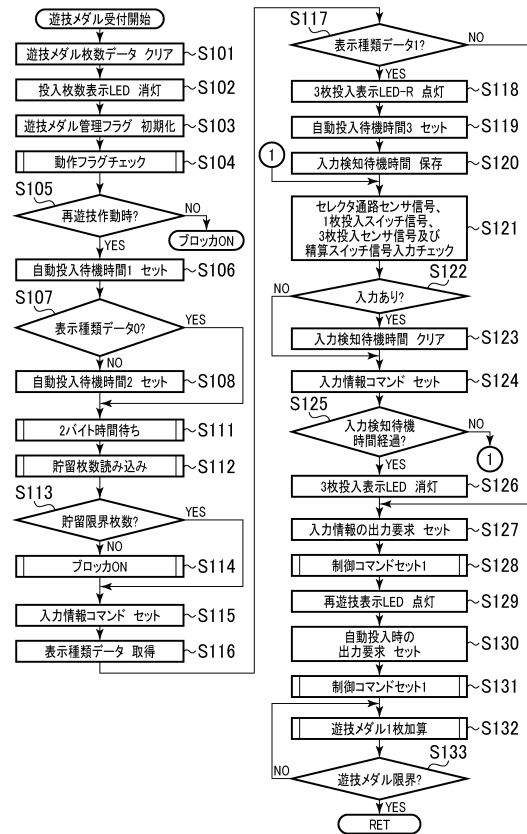 遊技メダル受付開始
遊技メダル枚数データ クリア
S101
投入枚数表示LED 消灯
S102
遊技メダル管理フラグ 初期化
S103
動作フラグチェック
S104
S105
再遊技作動時?
NO
ブロッカON
YES
自動投入待機時間1 セット
S106
S107
表示種類データ0?
YES
NO
自動投入待機時間2 セット
S108
2バイト時間待ち
S111
貯留枚数読み込み
S112
S113
貯留限界枚数?
YES
NO
ブロッカON
S114
入力情報コマンド セット
S115
表示種類データ 取得
S116
S117
表示種類データ1?
NO
YES
3枚投入表示LED-R 点灯
S118
自動投入待機時間3 セット
S119
1
入力検知待機時間 保存
S120
セレクタ通路センサ信号、
1枚投入スイッチ信号、
3枚投入センサ信号及び
精算スイッチ信号入力チェック
S121
S122
入力あり?
NO
YES
入力検知待機時間 クリア
S123
入力情報コマンド セット
S124
S125
入力検知待機
時間経過?
NO
1
YES
3枚投入表示LED 消灯
S126
入力情報の出力要求 セット
S127
制御コマンドセット1
S128
再遊技表示LED 点灯
S129
自動投入時の
出力要求 セット
S130
制御コマンドセット1
S131
遊技メダル1枚加算
S132
S133
遊技メダル限界?
NO
YES
RET